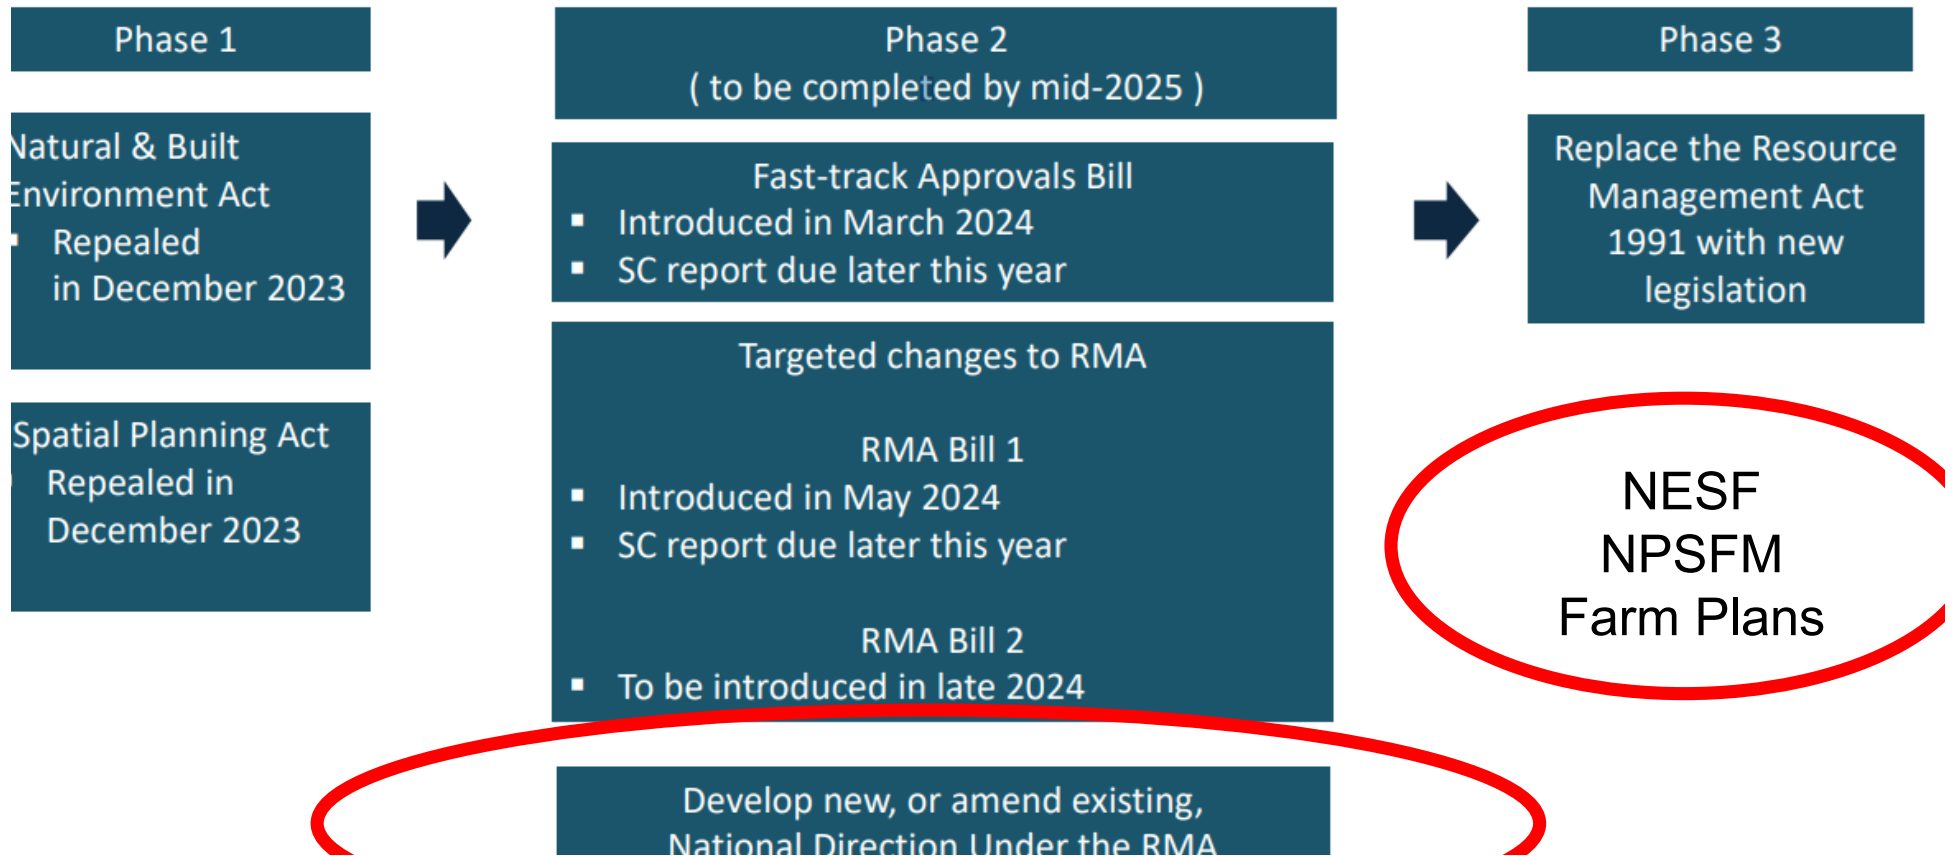 Phase 1
Natural & Built
Environment Act
▪ Repealed
in December 2023
Spatial Planning Act
Repealed in
December 2023
Phase 2
( to be completed by mid-2025 )
Fast-track Approvals Bill
▪ Introduced in March 2024
▪ SC report due later this year
Targeted changes to RMA
RMA Bill 1
▪ Introduced in May 2024
▪ SC report due later this year
RMA Bill 2
▪ To be introduced in late 2024
Develop new, or amend existing,
National Direction Under the RMA
Phase 3
Replace the Resource
Management Act
1991 with new
legislation
NESF
NPSFM
Farm Plans